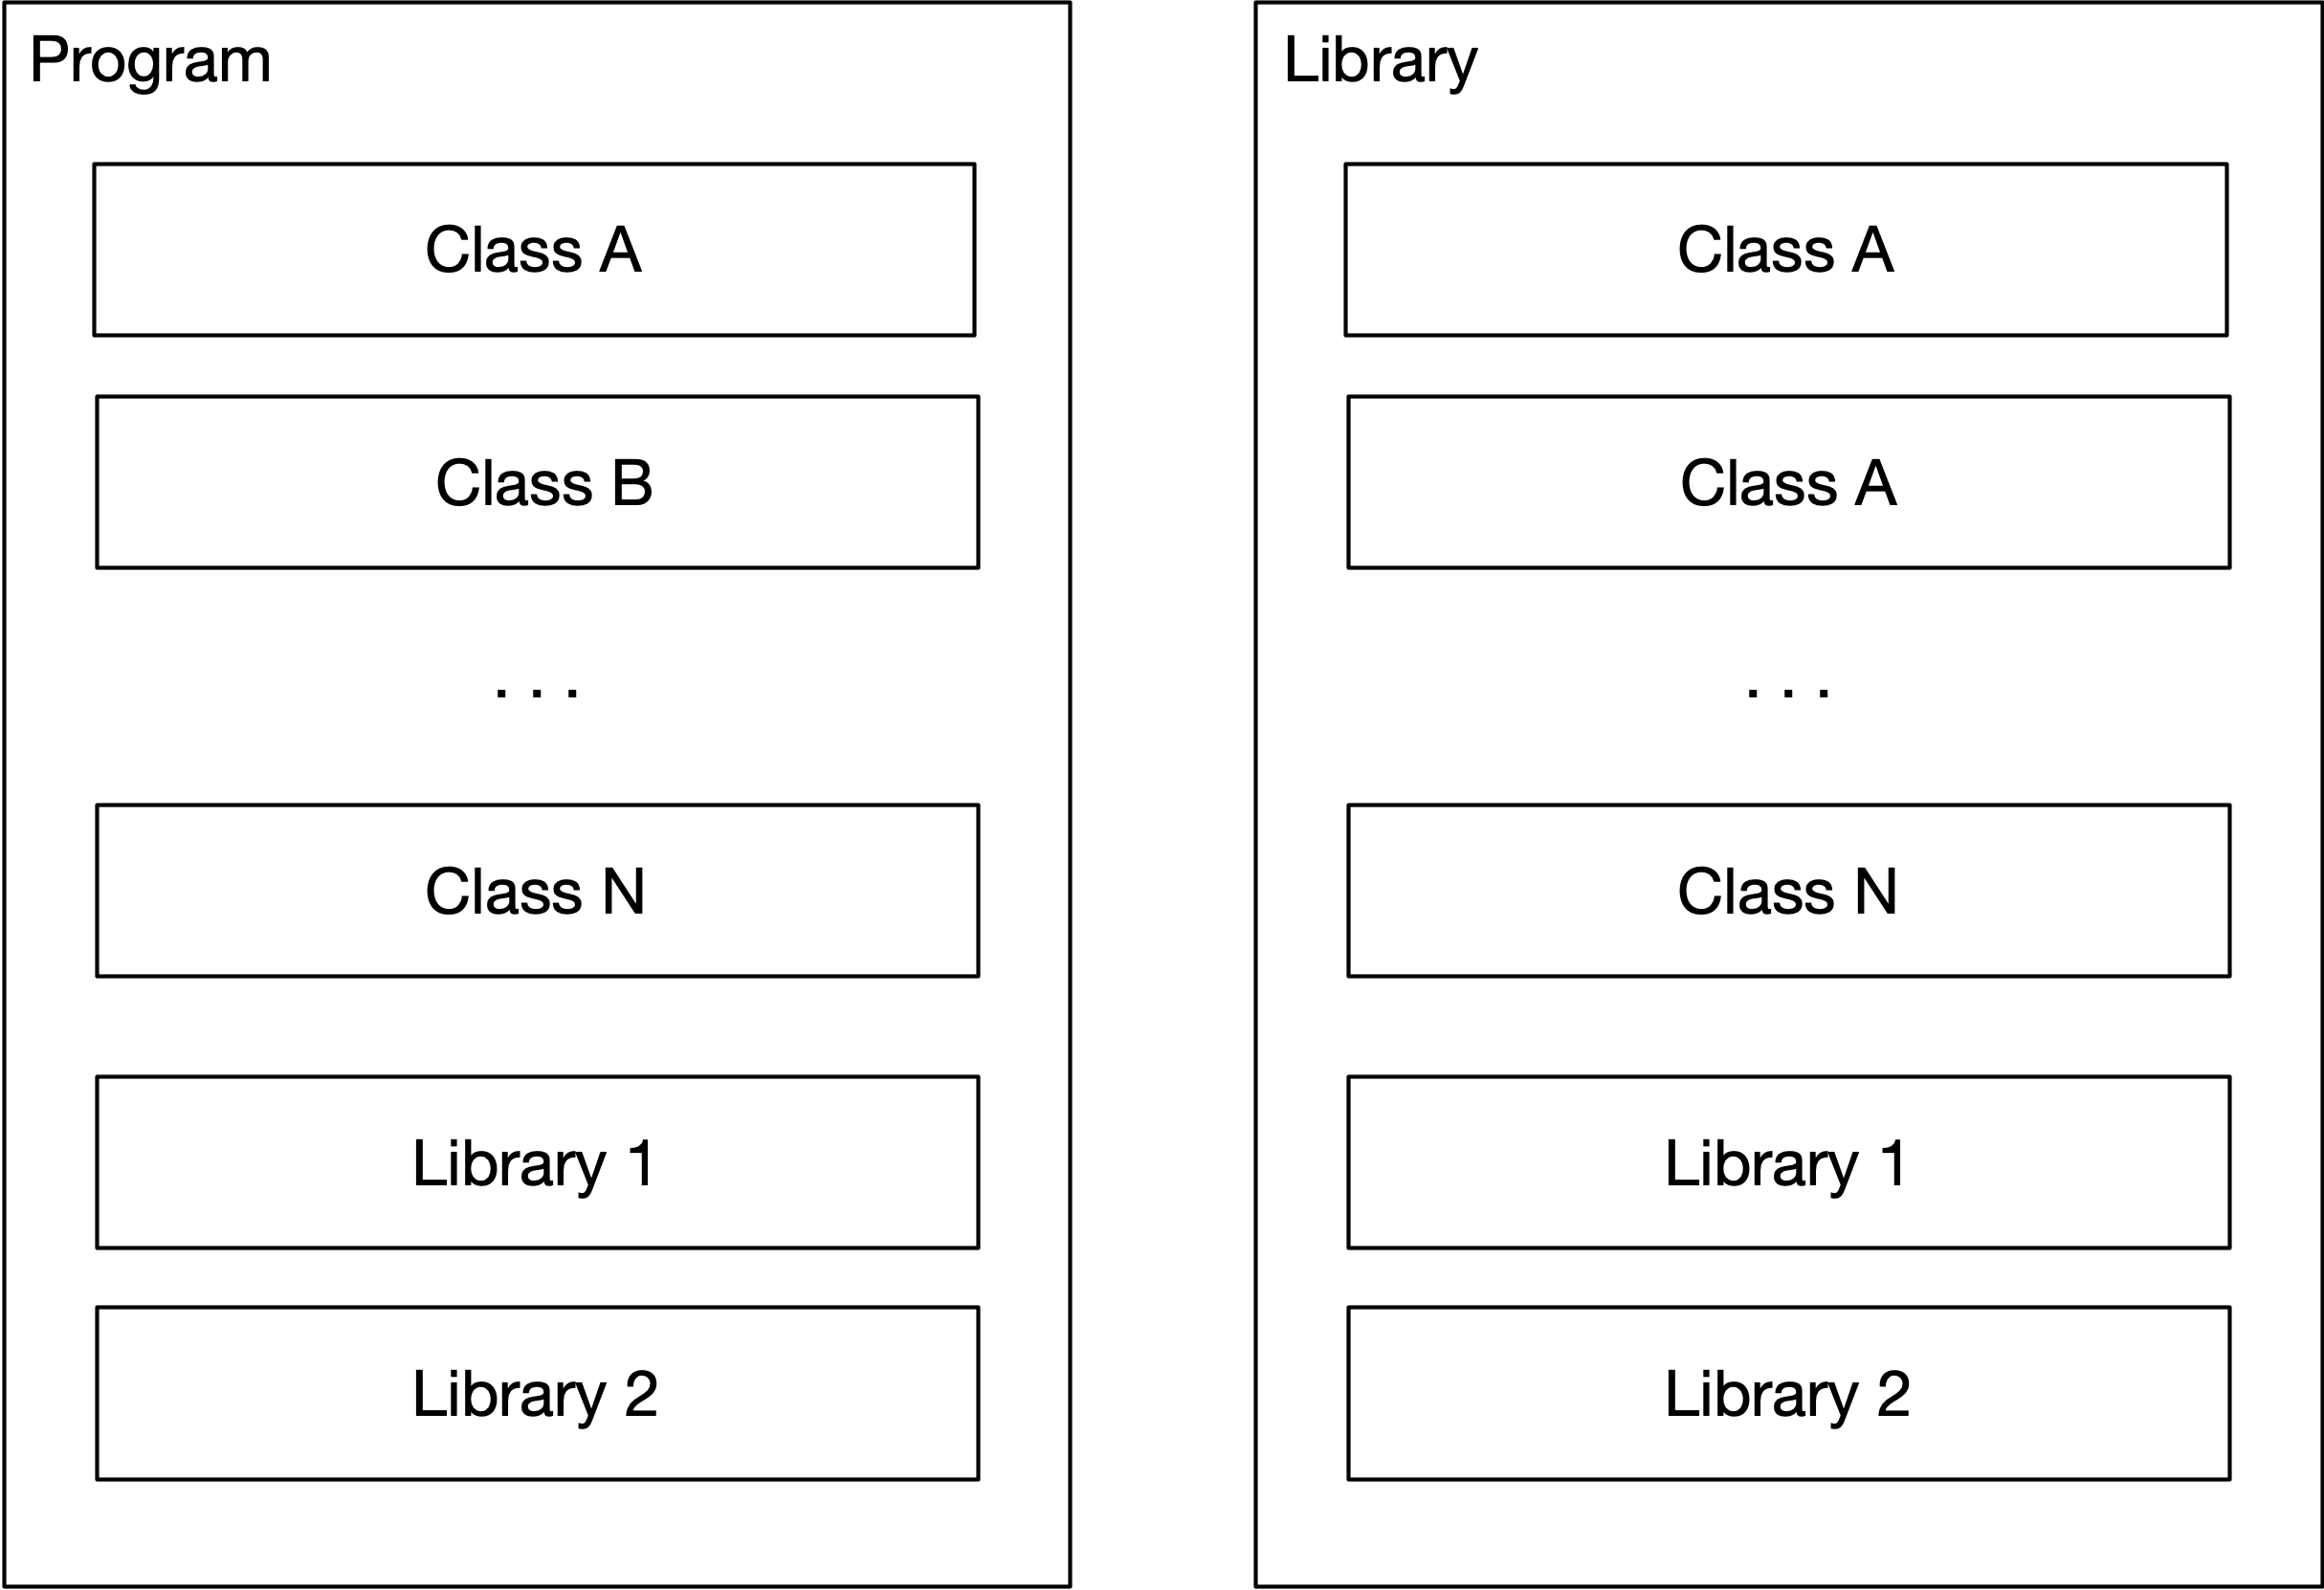 Program
Class A
Class B
. . .
Class N
Library 1
Library 2
Library
Class A
Class A
. . .
Class N
Library 1
Library 2